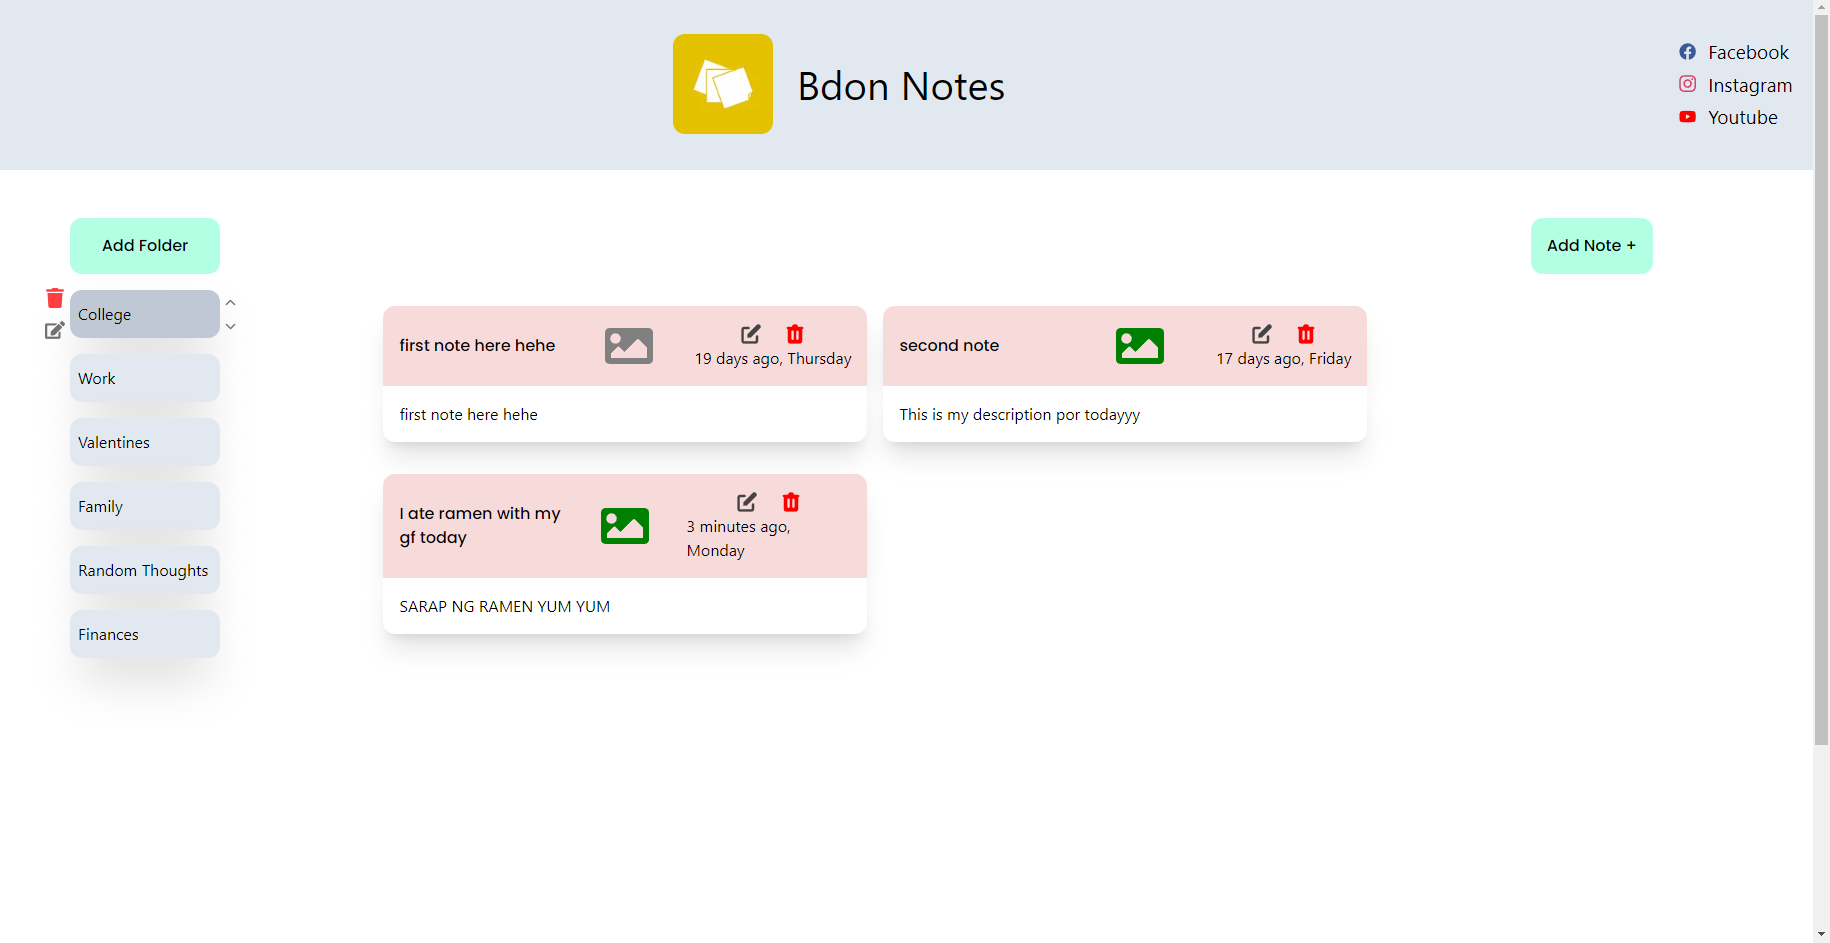 Bdon Notes
Facebook
Instagram
Youtube
Add Folder
Add Note +
College
Work
Valentines
Family
Random Thoughts
Finances
first note here hehe
19 days ago, Thursday
first note here hehe
second note
17 days ago, Friday
This is my description por todayyy
I ate ramen with my
gf today
3 minutes ago,
Monday
SARAP NG RAMEN YUM YUM